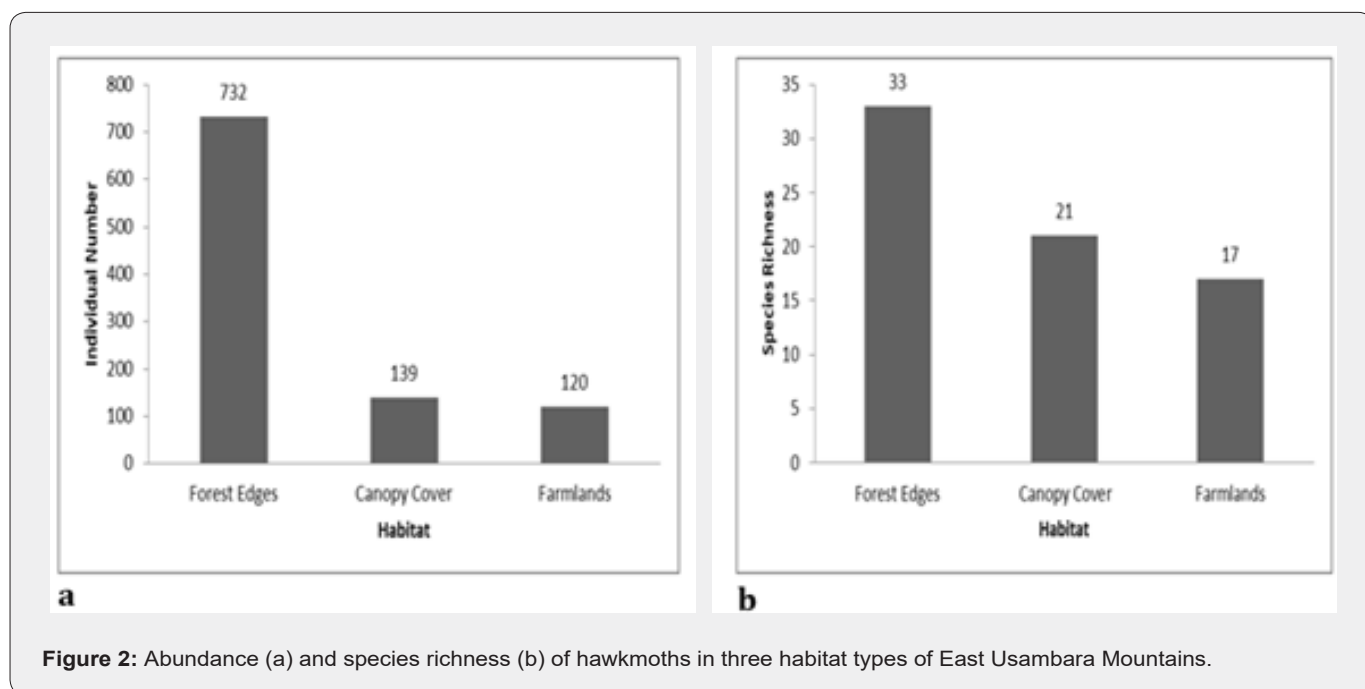 800
700
600
500
400
300
200
100
0
Individual Number
732
139
120
Forest Edges Canopy Cover Farmlands
Habitat
a
35
30
25
20
15
10
5
0
Species Richness
33
21
17
Forest Edges Canopy Cover Farmlands
Habitat
b
Figure 2: Abundance (a) and species richness (b) of hawkmoths in three habitat types of East Usambara Mountains.